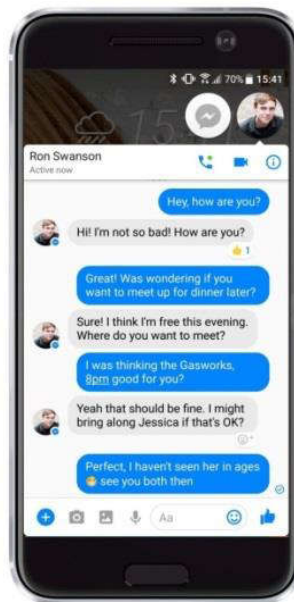 70% 15:41
15
Ron Swanson
Active now
Hey, how are you?
Hi! I'm not so bad! How are you?
1
Great! Was wondering if you
want to meet up for dinner later?
Sure! I think I'm free this evening.
Where do you want to meet?
I was thinking the Gasworks,
8pm good for you?
Yeah that should be fine. I might
bring along Jessica if that's OK?
Perfect, I haven't seen her in ages
😬 see you both then
Aa